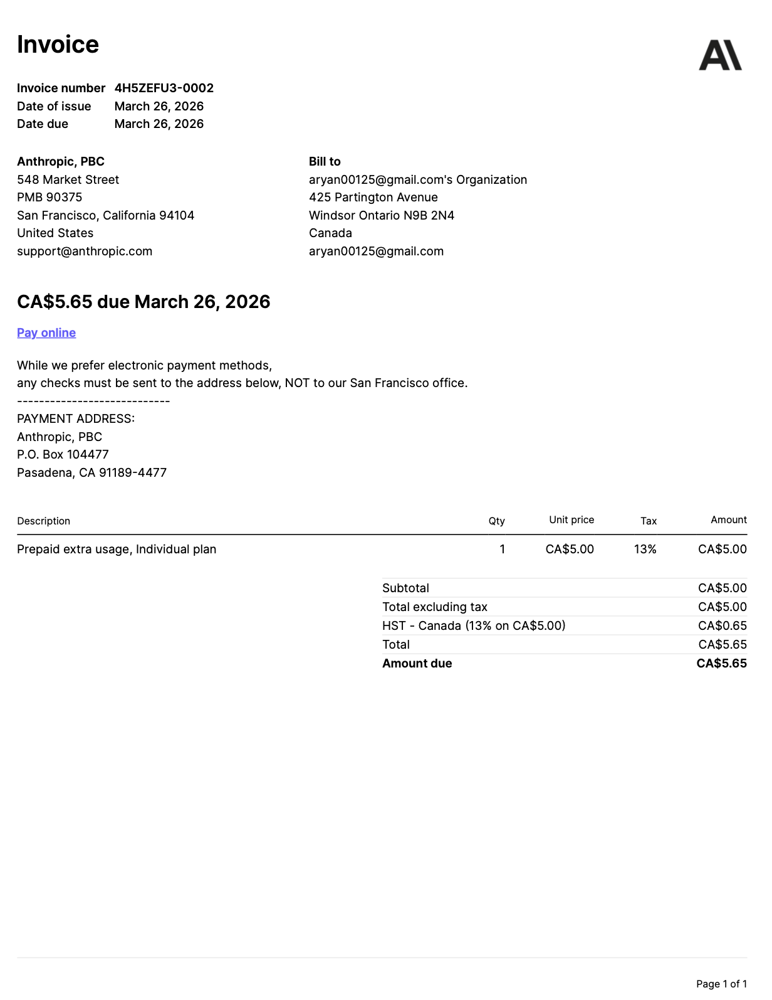 Invoice
Invoice number 4H5ZEFU3-0002
Date of issue March 26, 2026
Date due March 26, 2026
Anthropic, PBC
548 Market Street
PMB 90375
San Francisco, California 94104
United States
support@anthropic.com
Bill to
aryan00125@gmail.com's Organization
425 Partington Avenue
Windsor Ontario N9B 2N4
Canada
aryan00125@gmail.com
CA$5.65 due March 26, 2026
Pay online
While we prefer electronic payment methods,
any checks must be sent to the address below, NOT to our San Francisco office.
----------------------------
PAYMENT ADDRESS:
Anthropic, PBC
P.O. Box 104477
Pasadena, CA 91189-4477
Description Qty Unit price Tax Amount
Prepaid extra usage, Individual plan 1 CA$5.00 13% CA$5.00
Subtotal CA$5.00
Total excluding tax CA$5.00
HST - Canada (13% on CA$5.00) CA$0.65
Total CA$5.65
Amount due CA$5.65
Page 1 of 1